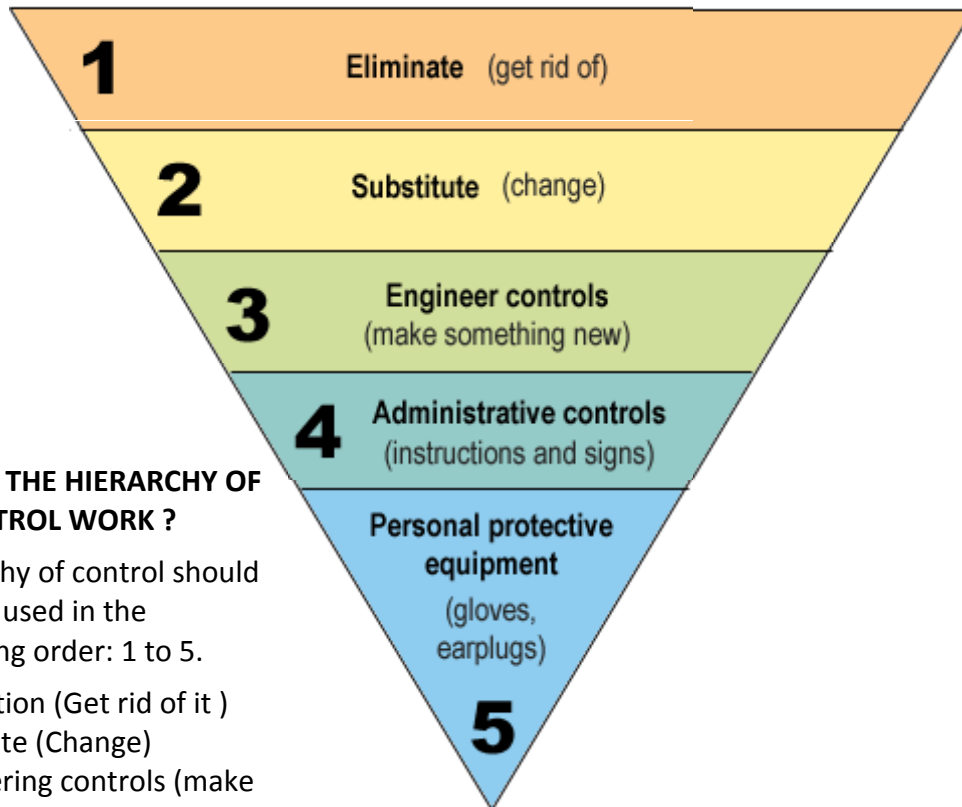 1
Eliminate (get rid of)
2
Substitute (change)
3
Engineer controls
(make something new)
4
Administrative controls
(instructions and signs)
Personal protective
equipment
(gloves,
earplugs)
5
THE HIERARCHY OF
TROL WORK ?
hy of control should
used in the
ng order: 1 to 5.
tion (Get rid of it )
te (Change)
ering controls (make